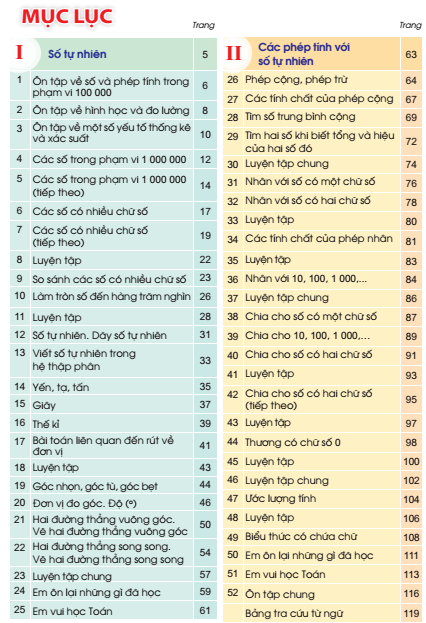 MỤC LỤC
Trang
I Số tự nhiên 5
1 Ôn tập về số và phép tính trong
phạm vi 100 000 6
2 Ôn tập về hình học và đo lường 8
3 Ôn tập về một số yếu tố thống kê
và xác suất 10
4 Các số trong phạm vi 1 000 000 12
5 Các số trong phạm vi 1 000 000
(tiếp theo) 14
6 Các số có nhiều chữ số 17
7 Các số có nhiều chữ số
(tiếp theo) 19
8 Luyện tập 22
9 So sánh các số có nhiều chữ số 23
10 Làm tròn số đến hàng trăm nghìn 26
11 Luyện tập 28
12 Số tự nhiên. Dãy số tự nhiên 31
13 Viết số tự nhiên trong
hệ thập phân 33
14 Yến, tạ, tấn 35
15 Giây 37
16 Thế kỉ 39
17 Bài toán liên quan đến rút về
đơn vị 41
18 Luyện tập 43
19 Góc nhọn, góc tù, góc bẹt 44
20 Đơn vị đo góc. Độ (º) 46
21 Hai đường thẳng vuông góc.
Vẽ hai đường thẳng vuông góc 50
22 Hai đường thẳng song song.
Vẽ hai đường thẳng song song 54
23 Luyện tập chung 57
24 Em ôn lại những gì đã học 59
25 Em vui học Toán 61
Trang
II Các phép tính với
số tự nhiên 63
26 Phép cộng, phép trừ 64
27 Các tính chất của phép cộng 67
28 Tìm số trung bình cộng 69
29 Tìm hai số khi biết tổng và hiệu
của hai số đó 72
30 Luyện tập chung 74
31 Nhân với số có một chữ số 76
32 Nhân với số có hai chữ số 78
33 Luyện tập 80
34 Các tính chất của phép nhân 81
35 Luyện tập 83
36 Nhân với 10, 100, 1 000,... 84
37 Luyện tập chung 86
38 Chia cho số có một chữ số 87
39 Chia cho 10, 100, 1 000,... 89
40 Chia cho số có hai chữ số 91
41 Luyện tập 93
42 Chia cho số có hai chữ số
(tiếp theo) 95
43 Luyện tập 97
44 Thương có chữ số 0 98
45 Luyện tập 100
46 Luyện tập chung 102
47 Ước lượng tính 104
48 Luyện tập 106
49 Biểu thức có chứa chữ 108
50 Em ôn lại những gì đã học 111
51 Em vui học Toán 113
52 Ôn tập chung 116
Bảng tra cứu từ ngữ 119